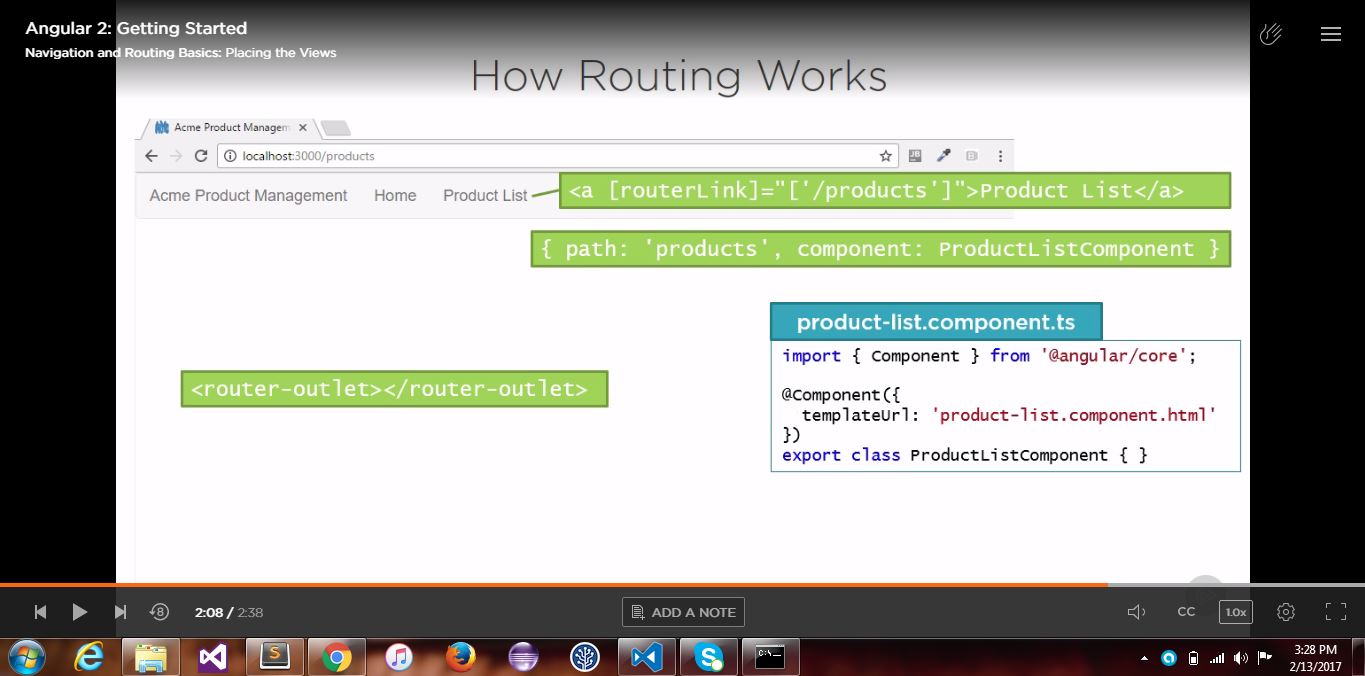 Angular 2: Getting Started
Navigation and Routing Basics: Placing the Views
How Routing Works
Acme Product Managem
localhost:3000/products
Acme Product Management Home Product List
<a [routerLink]="['/products']">Product List</a>
{ path: 'products', component: ProductListComponent }
product-list.component.ts
import { Component } from '@angular/core';
@Component({
templateUrl: 'product-list.component.html'
})
export class ProductListComponent { }
<router-outlet></router-outlet>
8
2:08 / 2:38
ADD A NOTE
CC
1.0x
3:28 PM
2/13/2017